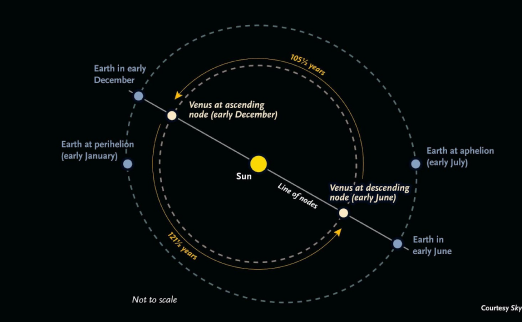 105½ years
Earth in early
December
Venus at ascending
node (early December)
Earth at perihelion
(early January)
Earth at aphelion
(early July)
Sun
Line of nodes
Venus at descending
node (early June)
121½ years
Earth in
early June
Not to scale
Courtesy Sky